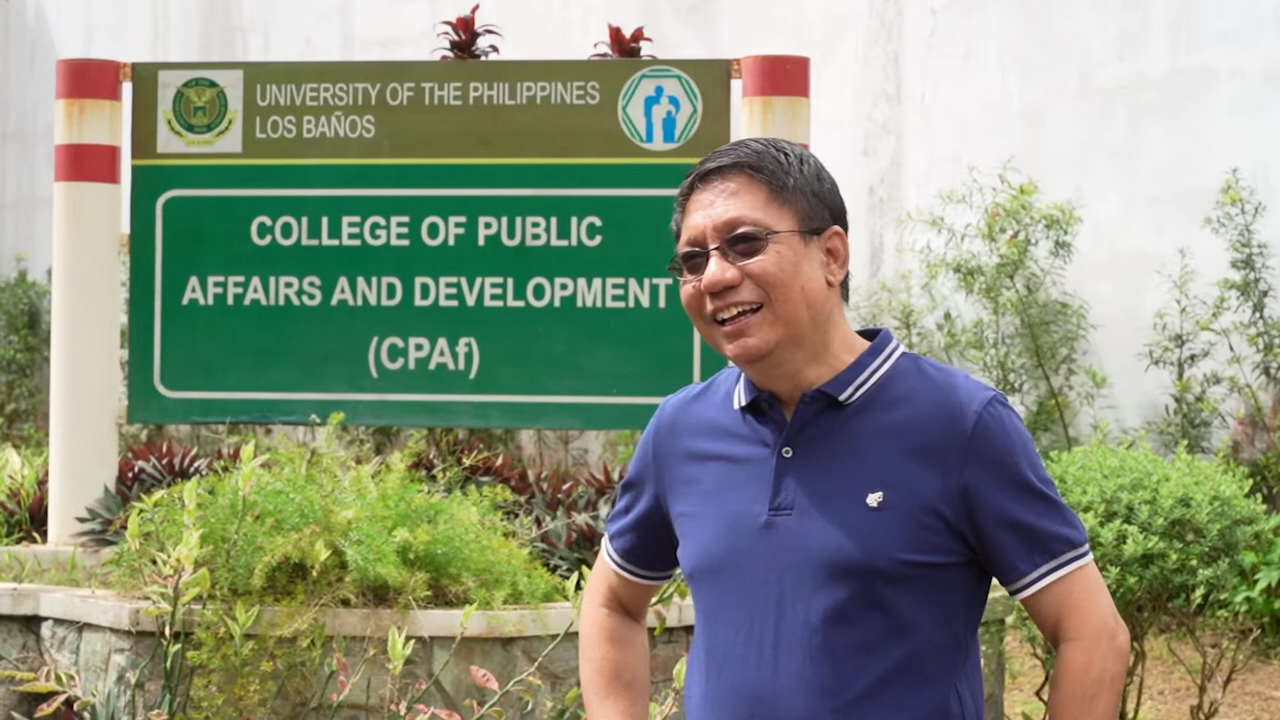 UNIVERSITY OF THE PHILIPPINES
LOS BAÑOS
COLLEGE OF PUBLIC
AFFAIRS AND DEVELOPMENT
(CPAf)